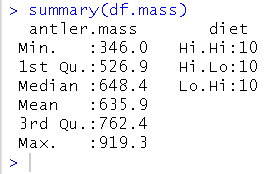 > summary(df.mass)
  antler.mass       diet
 Min.   :346.0   Hi.Hi:10
 1st Qu.:526.9   Hi.Lo:10
 Median :648.4   Lo.Hi:10
 Mean   :635.9
 3rd Qu.:762.4
 Max.   :919.3
>